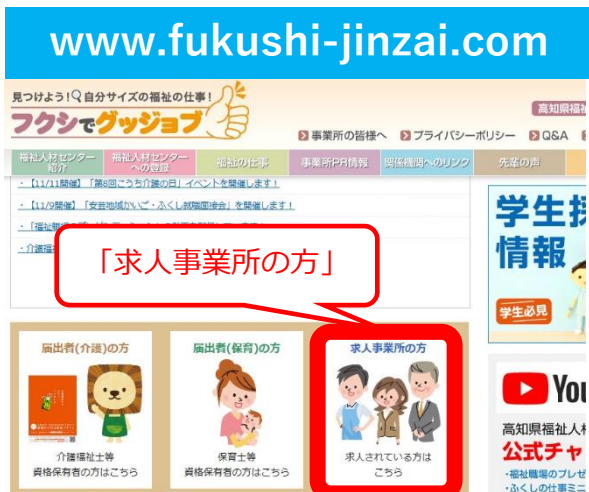 www.fukushi-jinzai.com
見つけよう!自分サイズの福祉の仕事!
フクシでグッジョブ
高知県福祉
事業所の皆様へ
プライバシーポリシー
Q&A
福祉人材センター紹介
福祉人材センターへの登録
福祉の仕事
事業所PR情報
関係機関へのリンク
先輩の声
・【11/11開催】「第8回こうち介護の日」イベントを開催します!
・【11/9開催】「安芸地域かいご・ふくし就職面接会」を開催します!
「求人事業所の方」
学生採
情報
学生必見
届出者(介護)の方
介護福祉士等
資格保有者の方はこちら
届出者(保育)の方
保育士等
資格保有者の方はこちら
求人事業所の方
求人されている方は
こちら
You
高知県福祉人材
公式チャ
・福祉職場のプレゼ
・ふくしの仕事ミニ